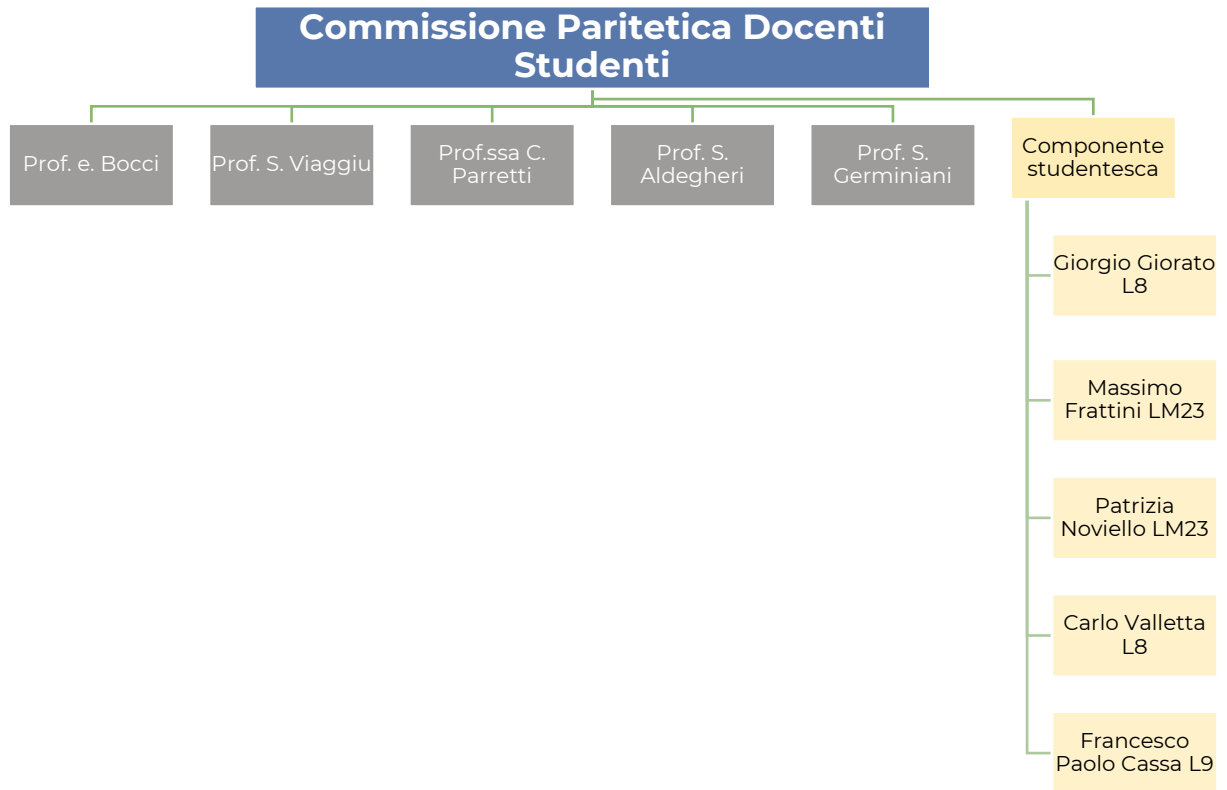 Commissione Paritetica Docenti
Studenti
Prof. e. Bocci
Prof. S. Viaggiu
Prof.ssa C.
Parretti
Prof. S.
Aldegheri
Prof. S.
Germiniani
Componente
studentesca
Giorgio Giorato
L8
Massimo
Frattini LM23
Patrizia
Noviello LM23
Carlo Valletta
L8
Francesco
Paolo Cassa L9